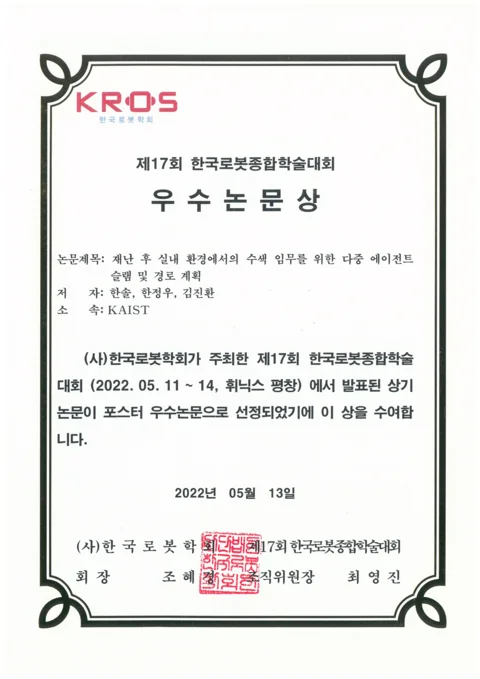 KROS
한국로봇학회
제17회 한국로봇종합학술대회
우수논문상
논문제목: 재난 후 실내 환경에서의 수색 임무를 위한 다중 에이전트
슬램 및 경로 계획
저 자: 한솔, 한정우, 김진환
소 속: KAIST
(사)한국로봇학회가 주최한 제17회 한국로봇종합학술
대회 (2022. 05. 11 ~ 14, 휘닉스 평창) 에서 발표된 상기
논문이 포스터 우수논문으로 선정되었기에 이 상을 수여합
니다.
2022년 05월 13일
(사)한국로봇학회 제17회 한국로봇종합학술대회
회장 조혜경 조직위원장 최영진